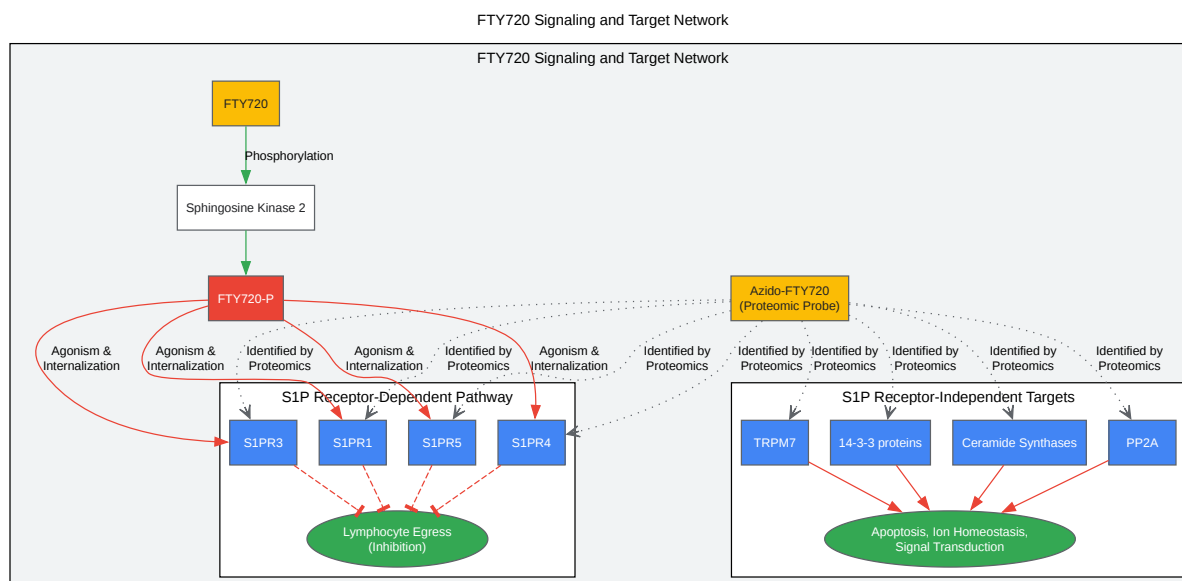 FTY720 Signaling and Target Network
FTY720 Signaling and Target Network
FTY720
Phosphorylation
Sphingosine Kinase 2
FTY720-P
Azido-FTY720
(Proteomic Probe)
Agonism &
Internalization
Agonism &
Internalization
Identified by
Proteomics
Agonism &
Internalization
Identified by
Proteomics
Agonism &
Internalization
Identified by
Proteomics
Identified by
Proteomics
Identified by
Proteomics
Identified by
Proteomics
Identified by
Proteomics
Identified by
Proteomics
S1P Receptor-Dependent Pathway
S1PR3
S1PR1
S1PR5
S1PR4
Lymphocyte Egress
(Inhibition)
S1P Receptor-Independent Targets
TRPM7
14-3-3 proteins
Ceramide Synthases
PP2A
Apoptosis, Ion Homeostasis,
Signal Transduction